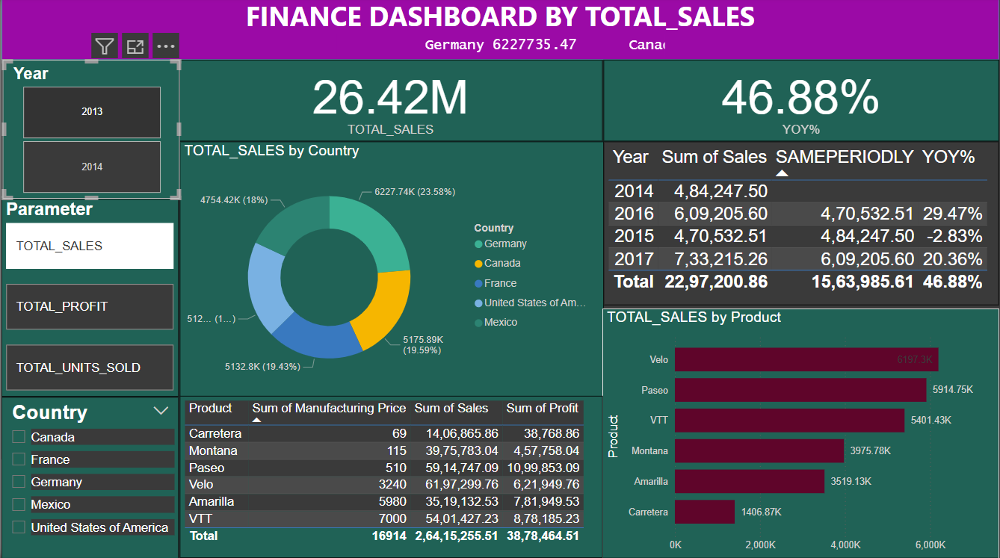 FINANCE DASHBOARD BY TOTAL_SALES
Germany 6227735.47 Canad
Year
2013
2014
Parameter
TOTAL_SALES
TOTAL_PROFIT
TOTAL_UNITS_SOLD
Country
Canada
France
Germany
Mexico
United States of America
26.42M
TOTAL_SALES
46.88%
YOY%
TOTAL_SALES by Country
6227.74K (23.58%)
4754.42K (18%)
512... (1...)
5175.89K
(19.59%)
5132.8K (19.43%)
Country
Germany
Canada
France
United States of Am...
Mexico
Year Sum of Sales SAMEPERIODLY YOY%
2014 4,84,247.50
2016 6,09,205.60 4,70,532.51 29.47%
2015 4,70,532.51 4,84,247.50 -2.83%
2017 7,33,215.26 6,09,205.60 20.36%
Total 22,97,200.86 15,63,985.61 46.88%
Product Sum of Manufacturing Price Sum of Sales Sum of Profit
Carretera 69 14,06,865.86 38,768.86
Montana 115 39,75,783.04 4,57,758.04
Paseo 510 59,14,747.09 10,99,853.09
Velo 3240 61,97,299.76 6,21,949.76
Amarilla 5980 35,19,132.53 7,81,949.53
VTT 7000 54,01,427.23 8,78,185.23
Total 16914 2,64,15,255.51 38,78,464.51
TOTAL_SALES by Product
Product
Velo 6197.3K
Paseo 5914.75K
VTT 5401.43K
Montana 3975.78K
Amarilla 3519.13K
Carretera 1406.87K
0K 2,000K 4,000K 6,000K